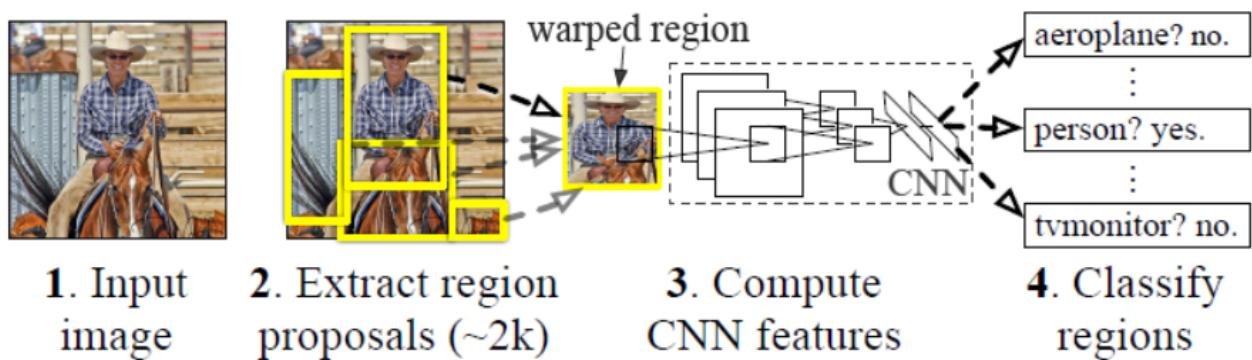 warped region
aeroplane? no.
⋮
person? yes.
⋮
tvmonitor? no.
CNN
1. Input
image
2. Extract region
proposals (~2k)
3. Compute
CNN features
4. Classify
regions